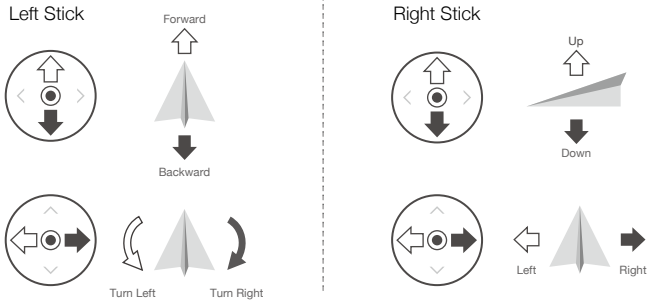 Left Stick
Forward
Backward
Turn Left
Turn Right
Right Stick
Up
Down
Left
Right